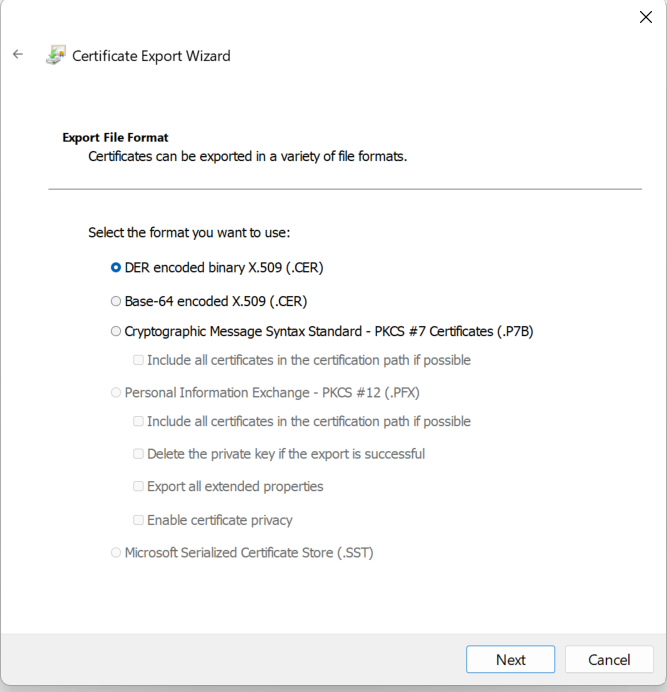 Certificate Export Wizard
Export File Format
Certificates can be exported in a variety of file formats.
Select the format you want to use:
DER encoded binary X.509 (.CER)
Base-64 encoded X.509 (.CER)
Cryptographic Message Syntax Standard - PKCS #7 Certificates (.P7B)
Include all certificates in the certification path if possible
Personal Information Exchange - PKCS #12 (.PFX)
Include all certificates in the certification path if possible
Delete the private key if the export is successful
Export all extended properties
Enable certificate privacy
Microsoft Serialized Certificate Store (.SST)
Next
Cancel